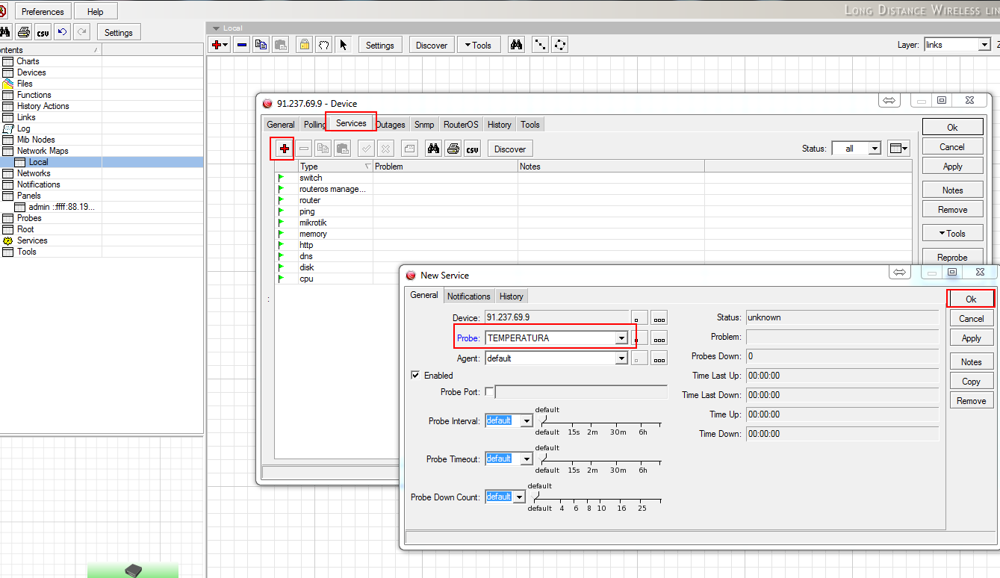 Preferences Help
LONG DISTANCE WIRELESS LIN
csv Settings
Local
Settings Discover Tools Layer: links
ntents
Charts
Devices
Files
Functions
History Actions
Links
Log
Mib Nodes
Network Maps
Local
Networks
Notifications
Panels
admin ::ffff:88.19...
Probes
Root
Services
Tools
91.237.69.9 - Device
General Polling Services Outages Snmp RouterOS History Tools
csv Discover Status: all
Type Problem Notes
switch
routeros manage...
router
ping
mikrotik
memory
http
dns
disk
cpu
Ok
Cancel
Apply
Notes
Remove
Tools
Reprobe
:
New Service
General Notifications History
Device: 91.237.69.9
Probe: TEMPERATURA
Agent: default
Enabled
Probe Port:
Probe Interval: default
default
default 15s 2m 30m 6h
Probe Timeout: default
default
default 15s 2m 30m 6h
Probe Down Count: default
default
default 4 6 8 10 16 25
Status: unknown
Problem:
Probes Down: 0
Time Last Up: 00:00:00
Time Last Down: 00:00:00
Time Up: 00:00:00
Time Down: 00:00:00
Ok
Cancel
Apply
Notes
Copy
Remove